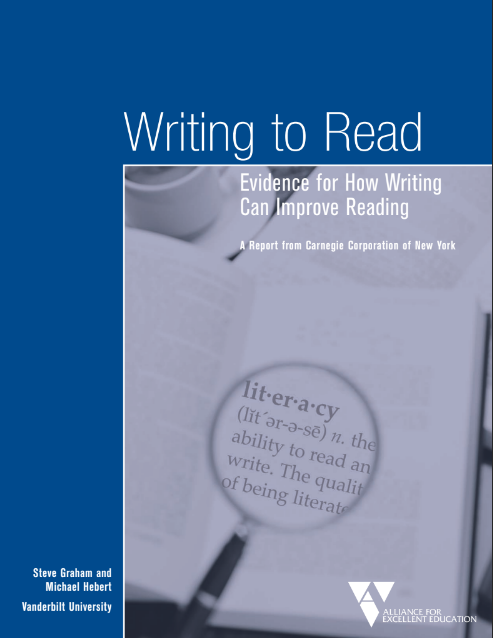 Writing to Read
Evidence for How Writing
Can Improve Reading
A Report from Carnegie Corporation of New York
lit·er·a·cy
(lĭt´ər-ə-sē) n. the
ability to read an
write. The qualit
of being literate
Steve Graham and
Michael Hebert
Vanderbilt University
ALLIANCE FOR
EXCELLENT EDUCATION